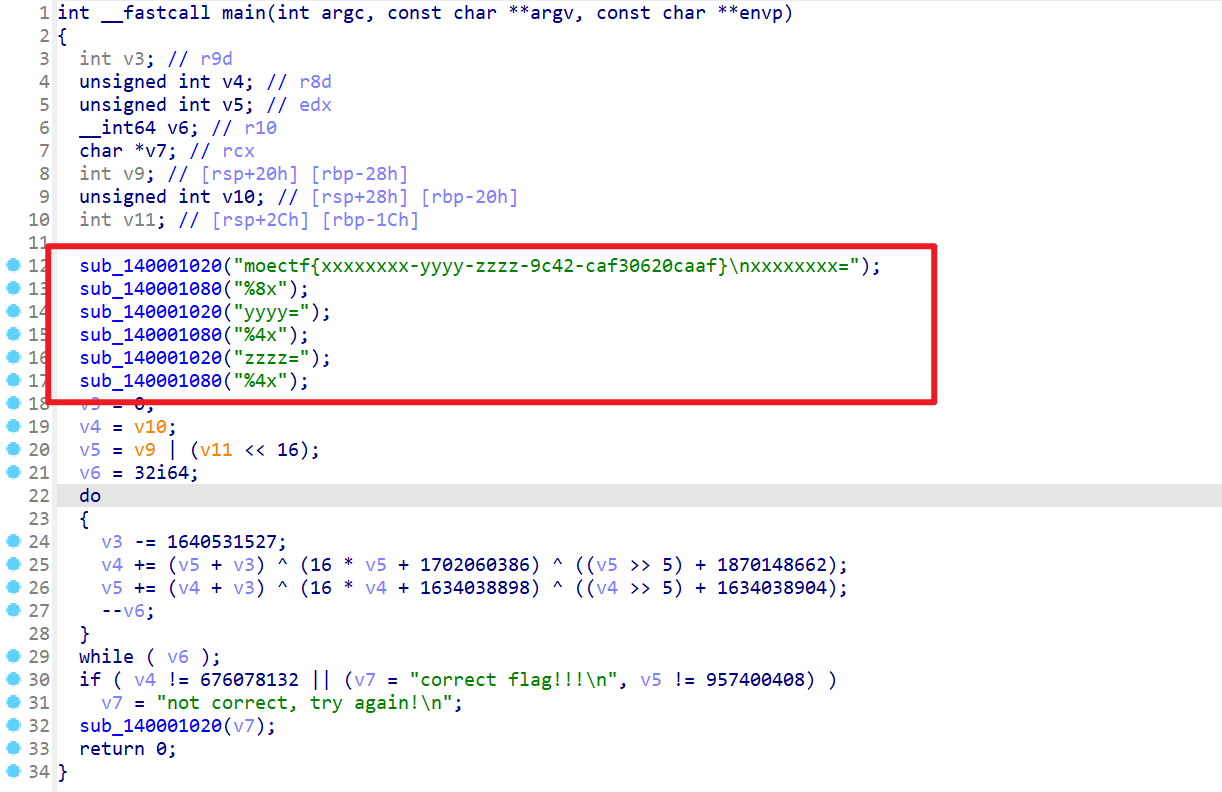 1 int __fastcall main(int argc, const char **argv, const char **envp)
2 {
3 int v3; // r9d
4 unsigned int v4; // r8d
5 unsigned int v5; // edx
6 __int64 v6; // r10
7 char *v7; // rcx
8 int v9; // [rsp+20h] [rbp-28h]
9 unsigned int v10; // [rsp+28h] [rbp-20h]
10 int v11; // [rsp+2Ch] [rbp-1Ch]
11
12 sub_140001020("moectf{xxxxxxxx-yyyy-zzzz-9c42-caf30620caaf}\nxxxxxxxx=");
13 sub_140001080("%8x");
14 sub_140001020("yyyy=");
15 sub_140001080("%4x");
16 sub_140001020("zzzz=");
17 sub_140001080("%4x");
18 v3 = 0;
19 v4 = v10;
20 v5 = v9 | (v11 << 16);
21 v6 = 32i64;
22 do
23 {
24 v3 -= 1640531527;
25 v4 += (v5 + v3) ^ (16 * v5 + 1702060386) ^ ((v5 >> 5) + 1870148662);
26 v5 += (v4 + v3) ^ (16 * v4 + 1634038898) ^ ((v4 >> 5) + 1634038904);
27 --v6;
28 }
29 while ( v6 );
30 if ( v4 != 676078132 || (v7 = "correct flag!!!\n", v5 != 957400408) )
31 v7 = "not correct, try again!\n";
32 sub_140001020(v7);
33 return 0;
34 }